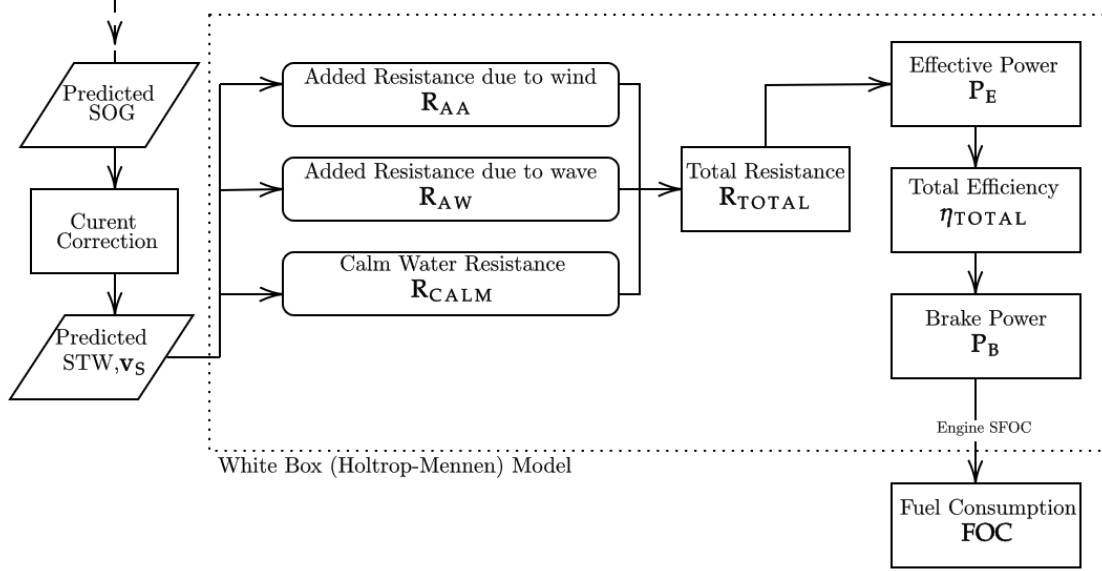 Predicted
SOG
Curent
Correction
Predicted
STW,vS
Added Resistance due to wind
RAA
Added Resistance due to wave
RAW
Calm Water Resistance
RCALM
Total Resistance
RTOTAL
Effective Power
PE
Total Efficiency
ηTOTAL
Brake Power
PB
Engine SFOC
White Box (Holtrop-Mennen) Model
Fuel Consumption
FOC